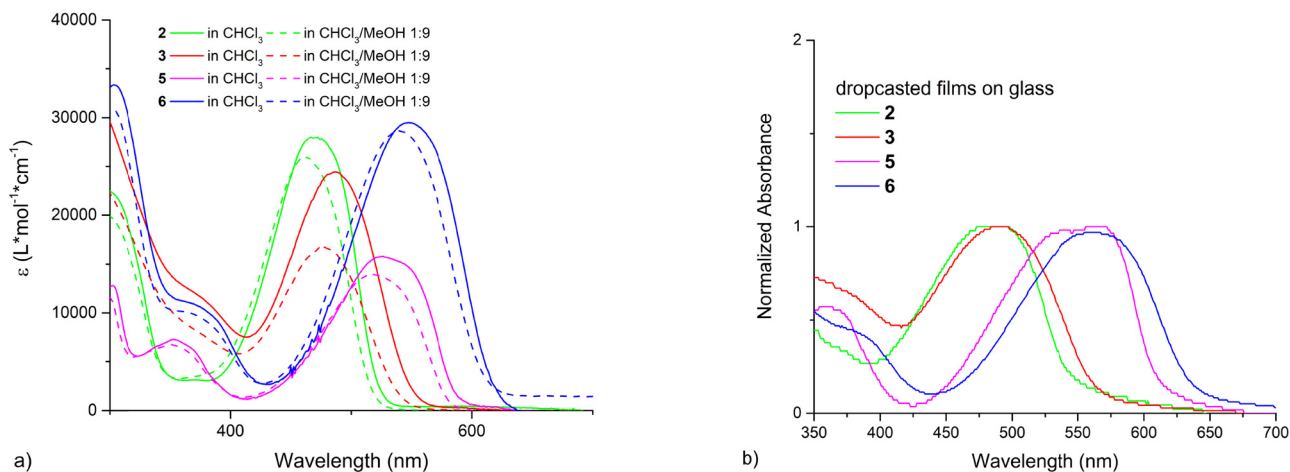 40000
30000
20000
10000
0
ε (L*mol⁻¹*cm⁻¹)
2 in CHCl₃ in CHCl₃/MeOH 1:9
3 in CHCl₃ in CHCl₃/MeOH 1:9
5 in CHCl₃ in CHCl₃/MeOH 1:9
6 in CHCl₃ in CHCl₃/MeOH 1:9
400 600
Wavelength (nm)
a)
2
1
0
Normalized Absorbance
dropcasted films on glass
2
3
5
6
350 400 450 500 550 600 650 700
Wavelength (nm)
b)